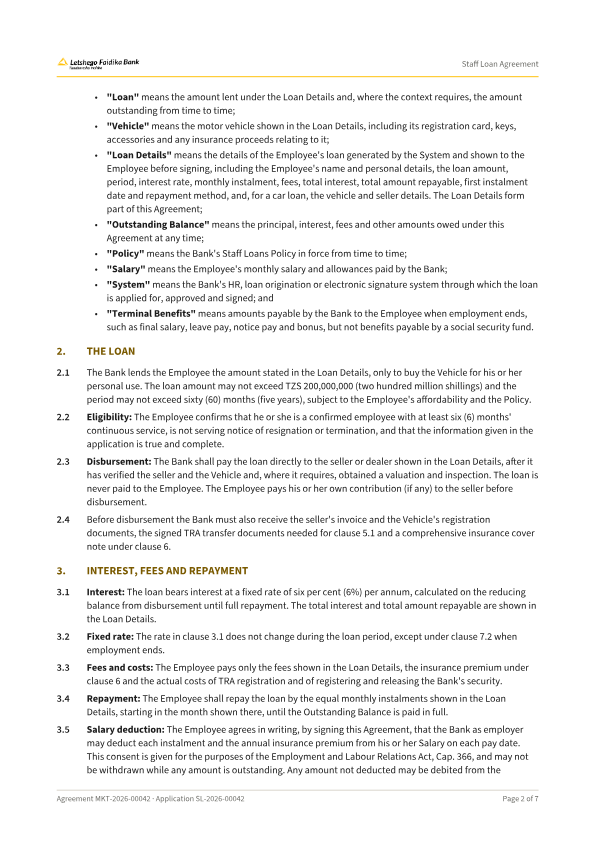 Letshego Faidika Bank
Staff Loan Agreement
• "Loan" means the amount lent under the Loan Details and, where the context requires, the amount
outstanding from time to time;
• "Vehicle" means the motor vehicle shown in the Loan Details, including its registration card, keys,
accessories and any insurance proceeds relating to it;
• "Loan Details" means the details of the Employee's loan generated by the System and shown to the
Employee before signing, including the Employee's name and personal details, the loan amount,
period, interest rate, monthly instalment, fees, total interest, total amount repayable, first instalment
date and repayment method, and, for a car loan, the vehicle and seller details. The Loan Details form
part of this Agreement;
• "Outstanding Balance" means the principal, interest, fees and other amounts owed under this
Agreement at any time;
• "Policy" means the Bank's Staff Loans Policy in force from time to time;
• "Salary" means the Employee's monthly salary and allowances paid by the Bank;
• "System" means the Bank's HR, loan origination or electronic signature system through which the loan
is applied for, approved and signed; and
• "Terminal Benefits" means amounts payable by the Bank to the Employee when employment ends,
such as final salary, leave pay, notice pay and bonus, but not benefits payable by a social security fund.
2. THE LOAN
2.1 The Bank lends the Employee the amount stated in the Loan Details, only to buy the Vehicle for his or her
personal use. The loan amount may not exceed TZS 200,000,000 (two hundred million shillings) and the
period may not exceed sixty (60) months (five years), subject to the Employee's affordability and the Policy.
2.2 Eligibility: The Employee confirms that he or she is a confirmed employee with at least six (6) months'
continuous service, is not serving notice of resignation or termination, and that the information given in the
application is true and complete.
2.3 Disbursement: The Bank shall pay the loan directly to the seller or dealer shown in the Loan Details, after it
has verified the seller and the Vehicle and, where it requires, obtained a valuation and inspection. The loan is
never paid to the Employee. The Employee pays his or her own contribution (if any) to the seller before
disbursement.
2.4 Before disbursement the Bank must also receive the seller's invoice and the Vehicle's registration
documents, the signed TRA transfer documents needed for clause 5.1 and a comprehensive insurance cover
note under clause 6.
3. INTEREST, FEES AND REPAYMENT
3.1 Interest: The loan bears interest at a fixed rate of six per cent (6%) per annum, calculated on the reducing
balance from disbursement until full repayment. The total interest and total amount repayable are shown in
the Loan Details.
3.2 Fixed rate: The rate in clause 3.1 does not change during the loan period, except under clause 7.2 when
employment ends.
3.3 Fees and costs: The Employee pays only the fees shown in the Loan Details, the insurance premium under
clause 6 and the actual costs of TRA registration and of registering and releasing the Bank's security.
3.4 Repayment: The Employee shall repay the loan by the equal monthly instalments shown in the Loan
Details, starting in the month shown there, until the Outstanding Balance is paid in full.
3.5 Salary deduction: The Employee agrees in writing, by signing this Agreement, that the Bank as employer
may deduct each instalment and the annual insurance premium from his or her Salary on each pay date.
This consent is given for the purposes of the Employment and Labour Relations Act, Cap. 366, and may not
be withdrawn while any amount is outstanding. Any amount not deducted may be debited from the
Agreement MKT-2026-00042 · Application SL-2026-00042
Page 2 of 7